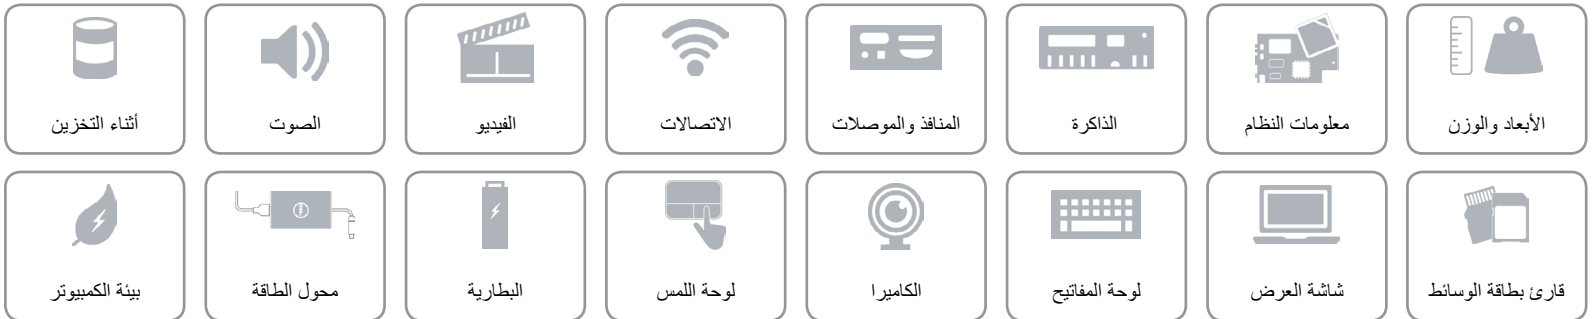 الأبعاد والوزن
معلومات النظام
الذاكرة
المنافذ والموصلات
الاتصالات
الفيديو
الصوت
أثناء التخزين
قارئ بطاقة الوسائط
شاشة العرض
لوحة المفاتيح
الكاميرا
لوحة اللمس
البطارية
محول الطاقة
بيئة الكمبيوتر